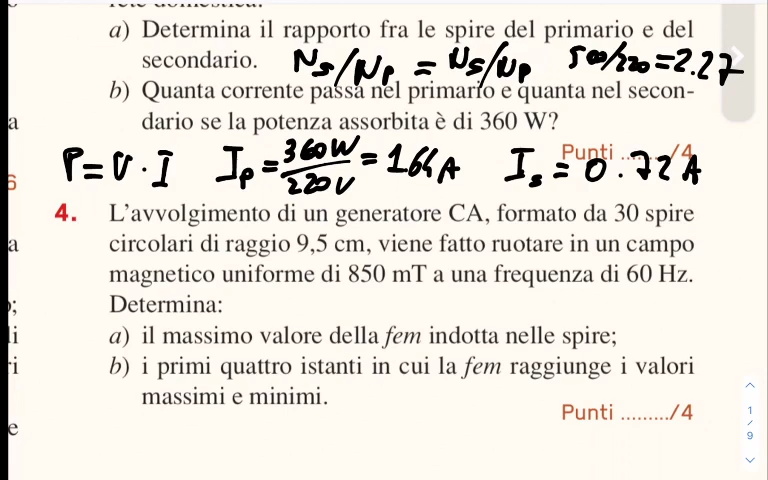 a) Determina il rapporto fra le spire del primario e del
secondario.
Ns/Np = Vs/Vp 500/220=2.27
b) Quanta corrente passa nel primario e quanta nel secon-
dario se la potenza assorbita è di 360 W?
Punti ........./4
P=V·I Ip=360W/220V=1.64A Is=0.72A
4. L'avvolgimento di un generatore CA, formato da 30 spire
circolari di raggio 9,5 cm, viene fatto ruotare in un campo
magnetico uniforme di 850 mT a una frequenza di 60 Hz.
Determina:
a) il massimo valore della fem indotta nelle spire;
b) i primi quattro istanti in cui la fem raggiunge i valori
massimi e minimi.
Punti ........./4
1
/
9